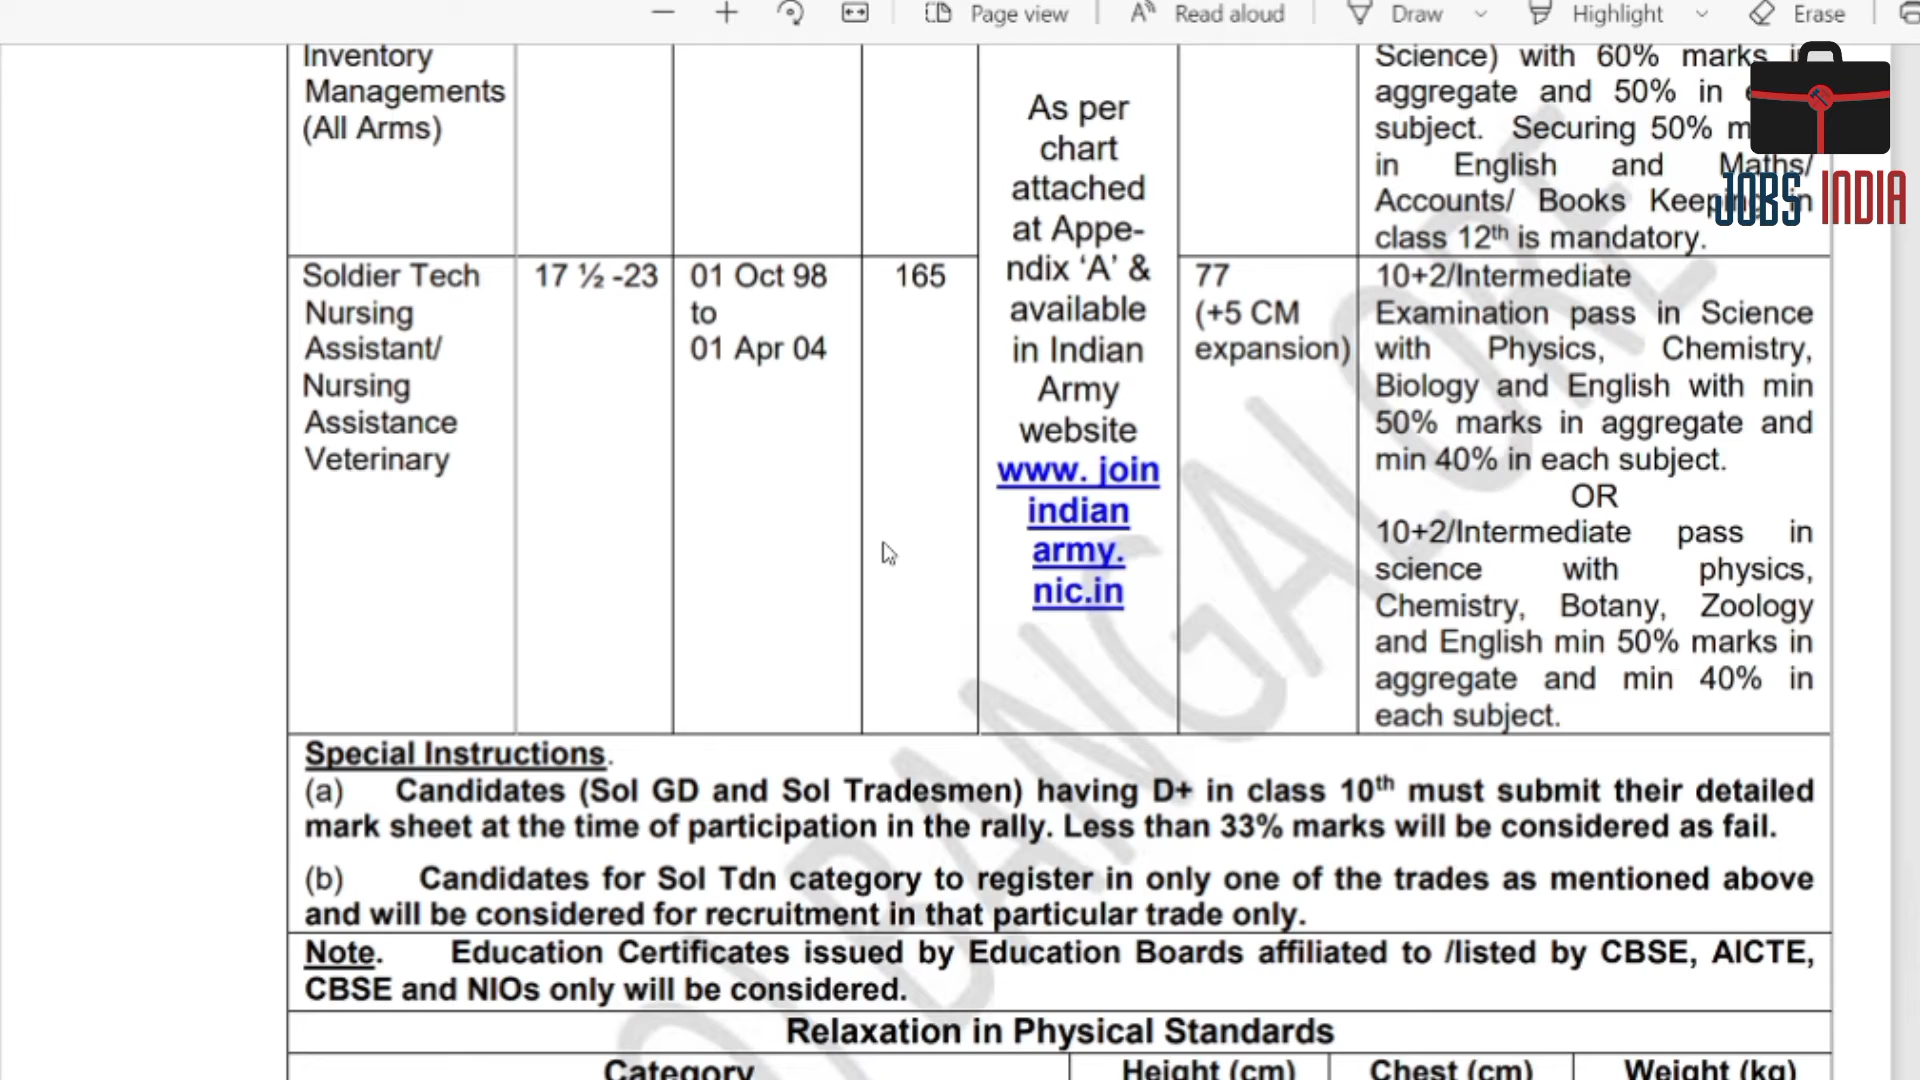 Page view
Read aloud
Draw
Highlight
Erase
Inventory
Managements
(All Arms)
Science) with 60% marks
aggregate and 50% in
subject. Securing 50%
in English and Maths/
Accounts/ Books Keeping in
class 12th is mandatory.
JOBS INDIA
As per
chart
attached
at Appe-
ndix ‘A’ &
available
in Indian
Army
website
www. join
indian
army.
nic.in
Soldier Tech
Nursing
Assistant/
Nursing
Assistance
Veterinary
17 ½ -23
01 Oct 98
to
01 Apr 04
165
77
(+5 CM
expansion)
10+2/Intermediate
Examination pass in Science
with Physics, Chemistry,
Biology and English with min
50% marks in aggregate and
min 40% in each subject.
OR
10+2/Intermediate pass in
science with physics,
Chemistry, Botany, Zoology
and English min 50% marks in
aggregate and min 40% in
each subject.
Special Instructions.
(a) Candidates (Sol GD and Sol Tradesmen) having D+ in class 10th must submit their detailed
mark sheet at the time of participation in the rally. Less than 33% marks will be considered as fail.
(b) Candidates for Sol Tdn category to register in only one of the trades as mentioned above
and will be considered for recruitment in that particular trade only.
Note. Education Certificates issued by Education Boards affiliated to /listed by CBSE, AICTE,
CBSE and NIOs only will be considered.
Relaxation in Physical Standards
Category Height (cm) Chest (cm) Weight (kg)
BANGALORE